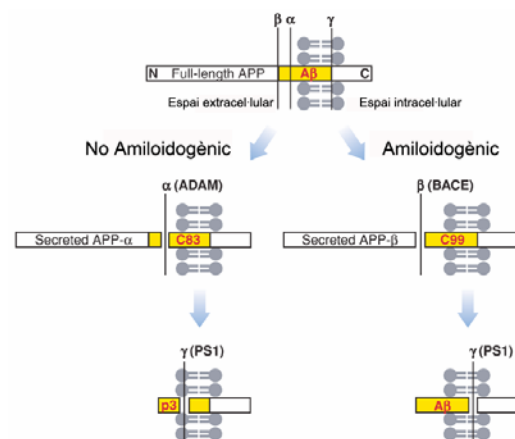 β α γ
N Full-length APP Aβ C
Espai extracel·lular Espai intracel·lular
No Amiloidogènic Amiloidogènic
α (ADAM) β (BACE)
Secreted APP-α C83 Secreted APP-β C99
γ (PS1) γ (PS1)
p3 Aβ